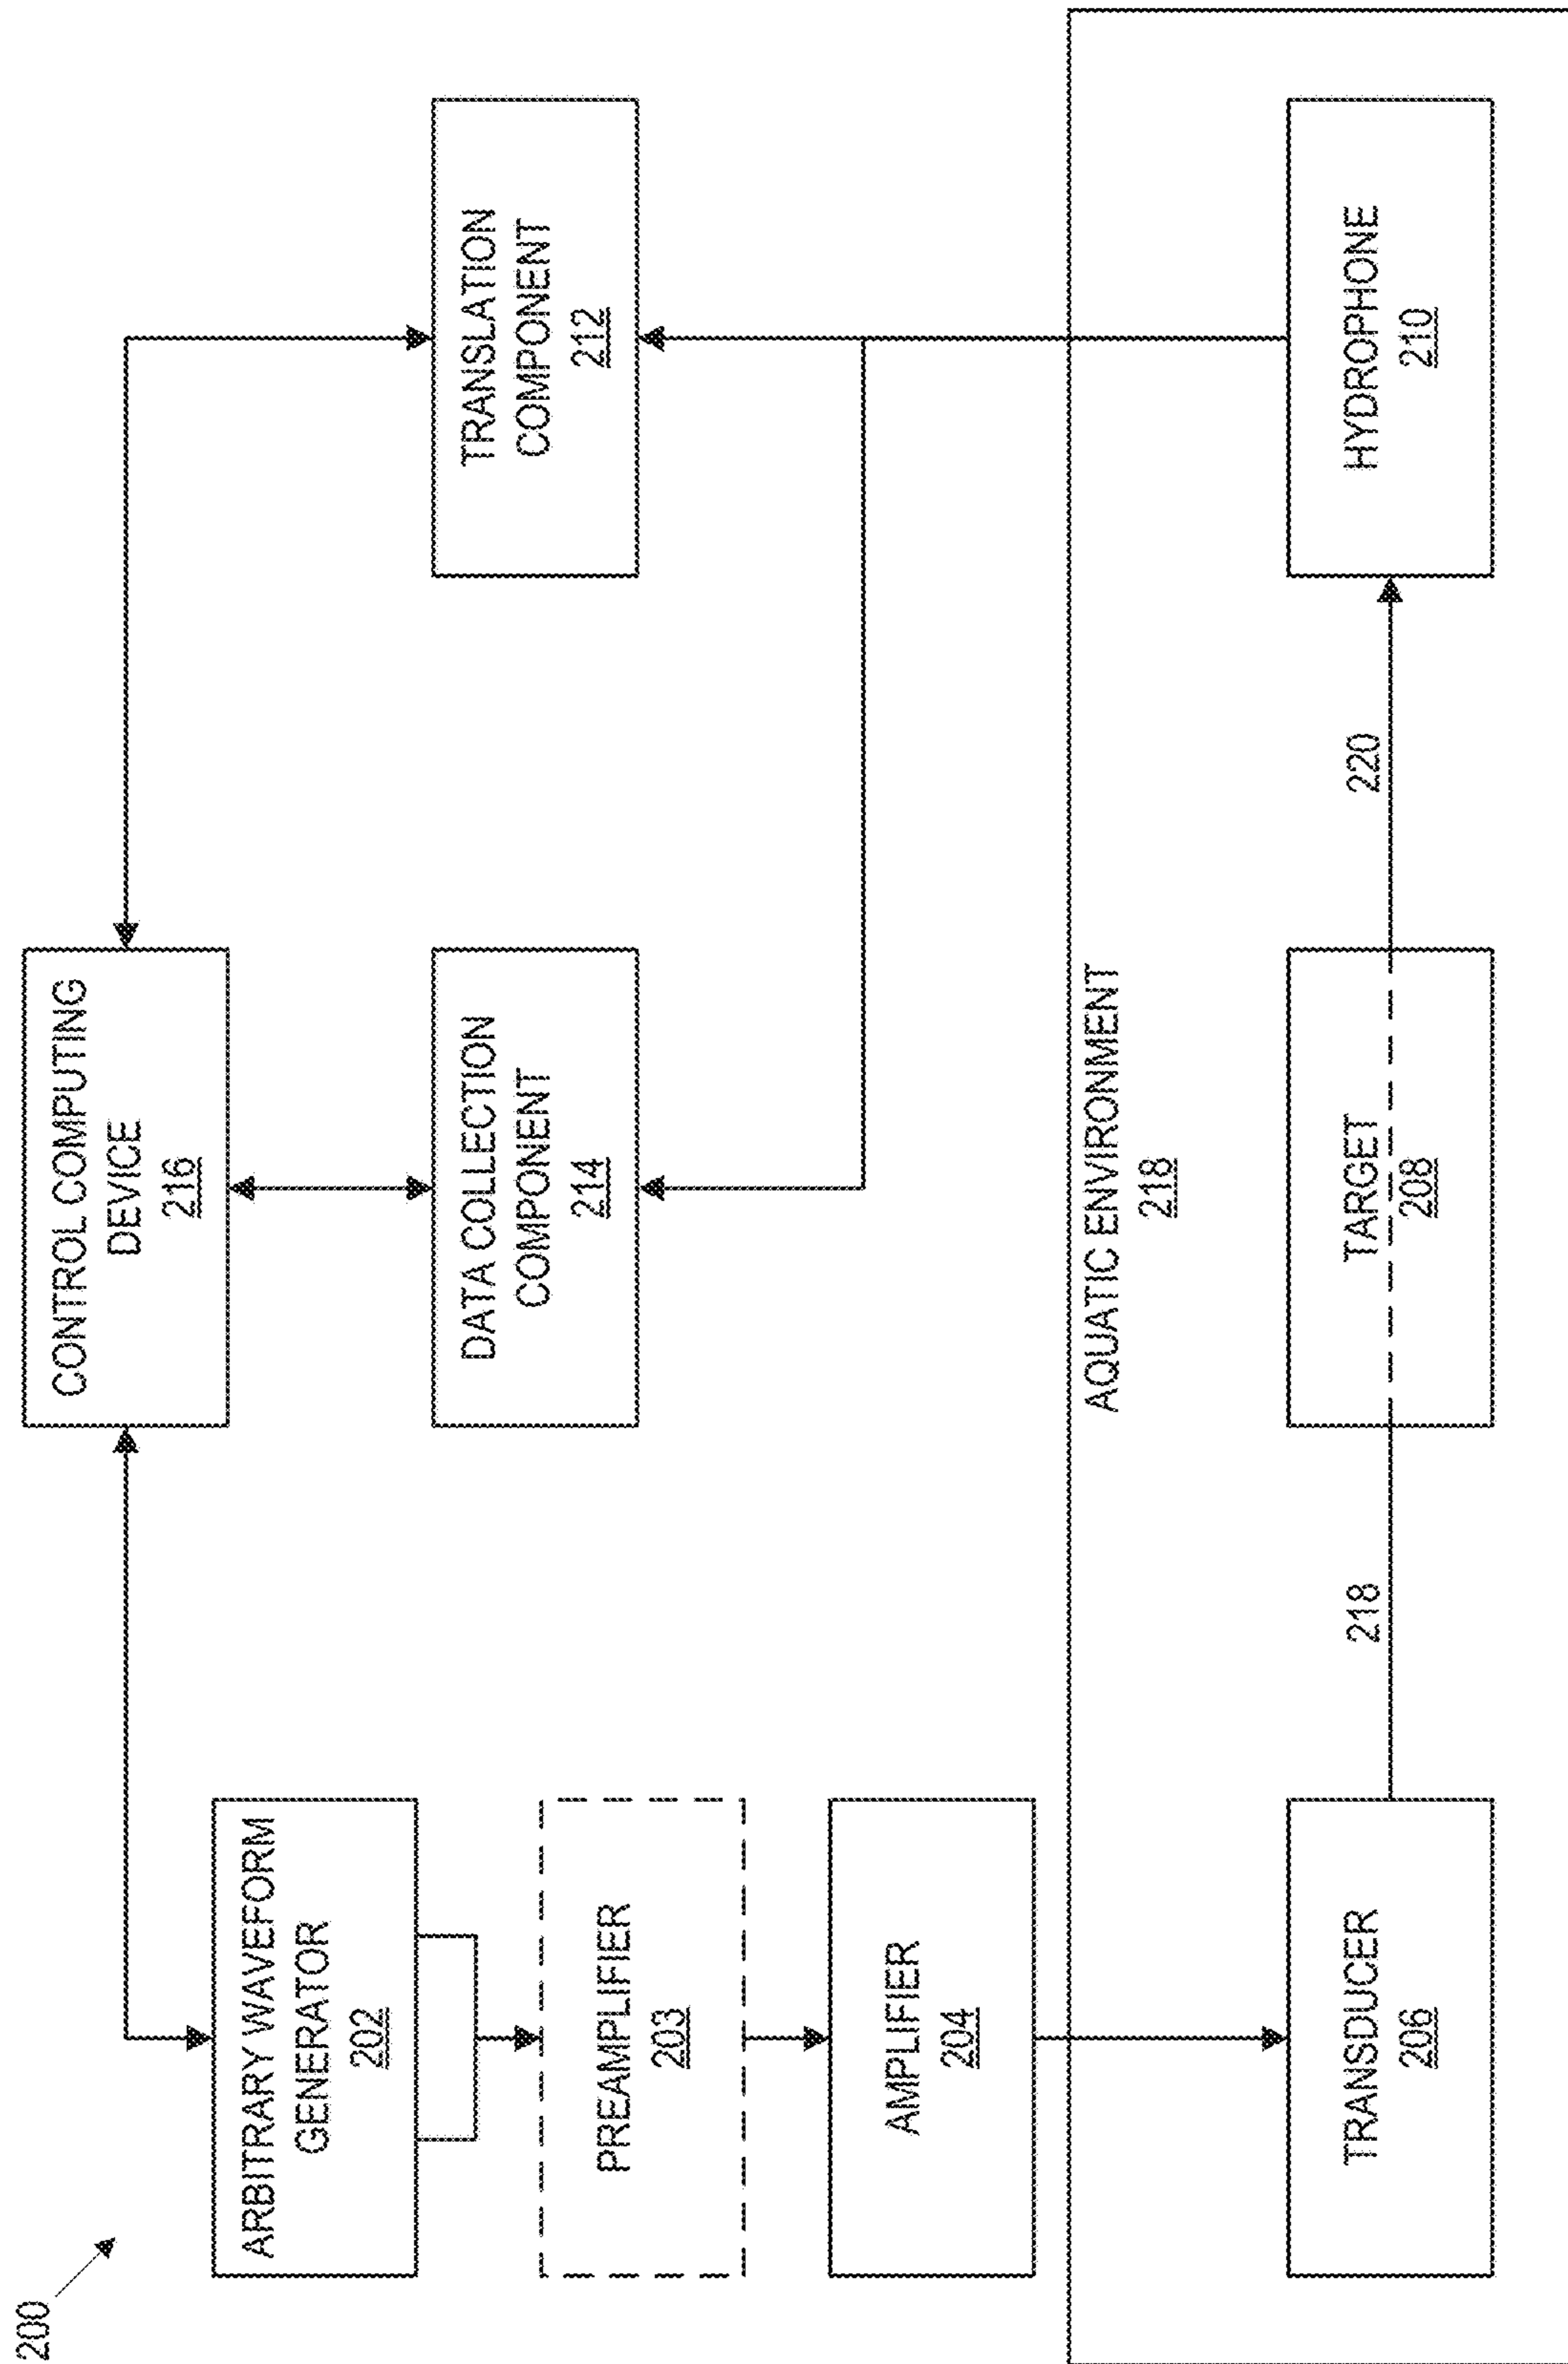 200
CONTROL COMPUTING
DEVICE
216
ARBITRARY WAVEFORM
GENERATOR
202
DATA COLLECTION
COMPONENT
214
TRANSLATION
COMPONENT
212
PREAMPLIFIER
203
AMPLIFIER
204
AQUATIC ENVIRONMENT
218
TRANSDUCER
206
218
TARGET
208
220
HYDROPHONE
210